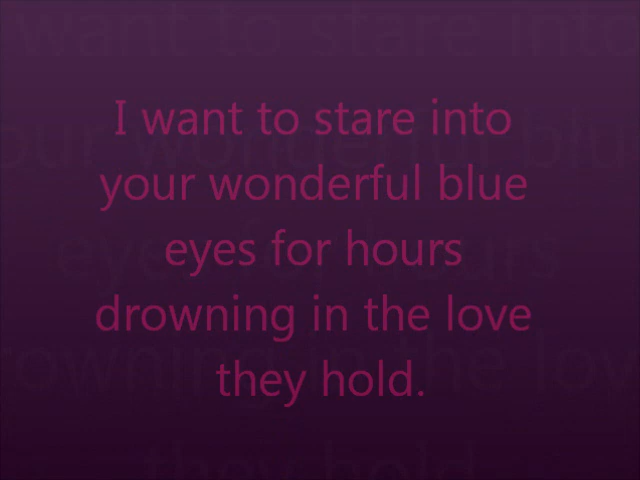 I want to stare into
your wonderful blue
eyes for hours
drowning in the love
they hold.